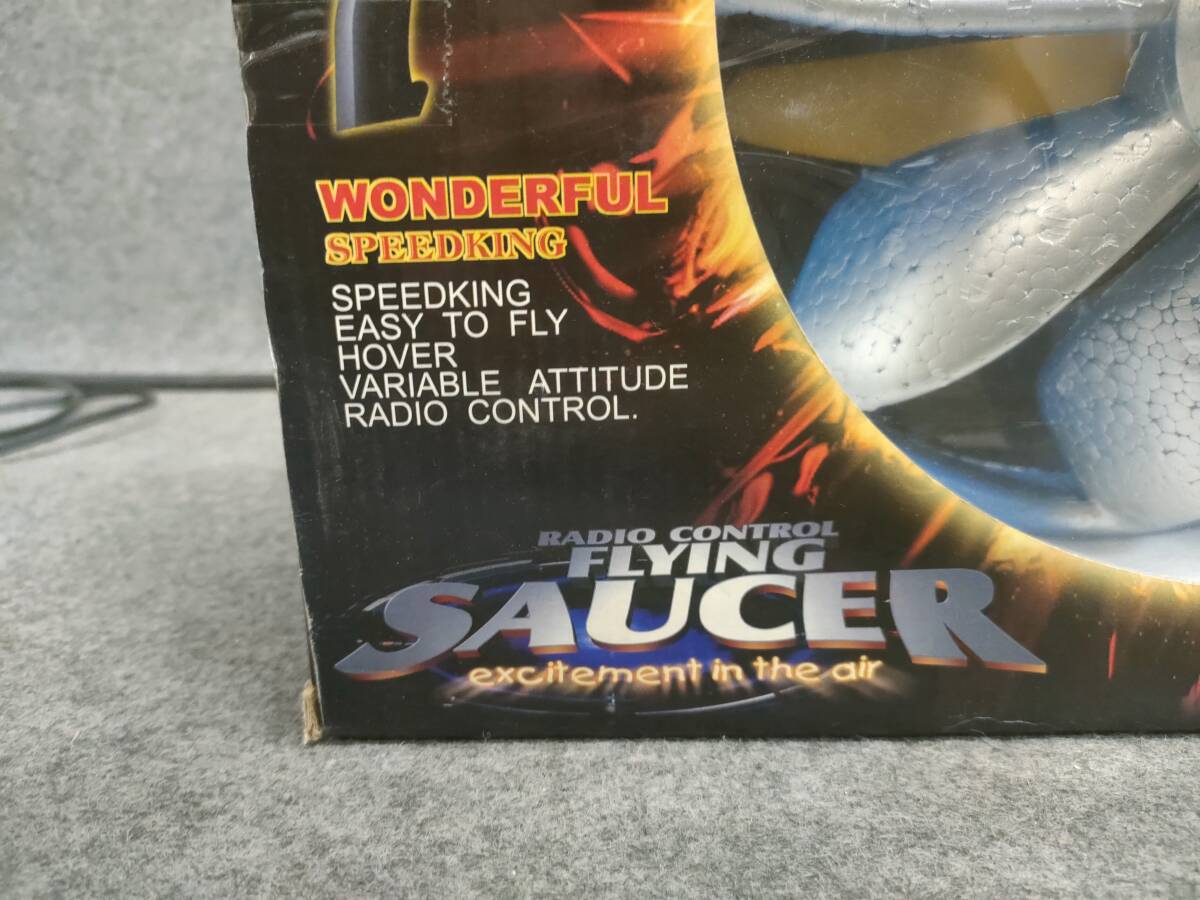 WONDERFUL
SPEEDKING
SPEEDKING
EASY TO FLY
HOVER
VARIABLE ATTITUDE
RADIO CONTROL.
RADIO CONTROL
FLYING
SAUCER
excitement in the air